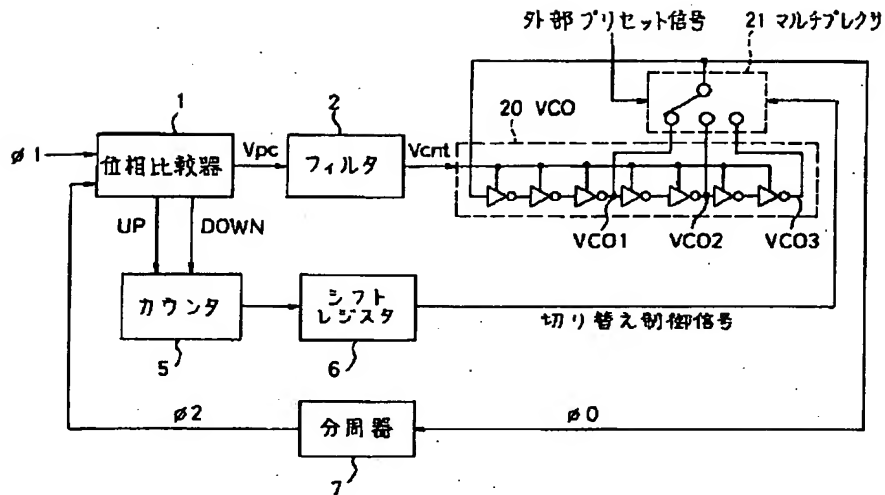 外部プリセット信号
21 マルチプレクサ
1
2
20 VCO
ø1
位相比較器
Vpc
フィルタ
Vcnt
UP
DOWN
VCO1
VCO2
VCO3
カウンタ
シフト
レジスタ
切り替え制御信号
5
6
ø2
分周器
ø0
7